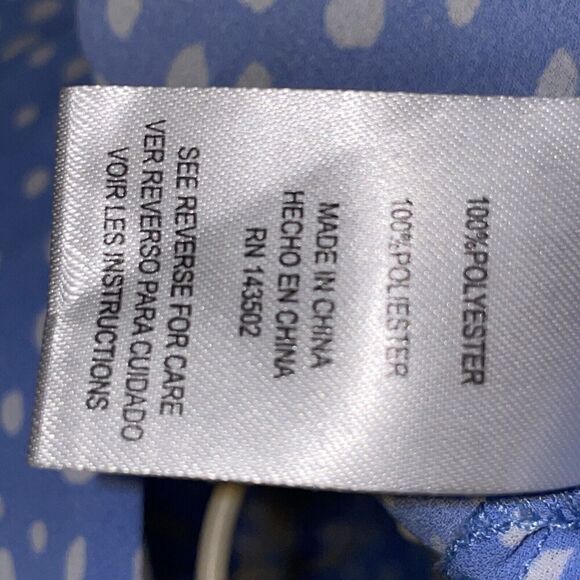 100%POLYESTER
100%POLIESTER
MADE IN CHINA
HECHO EN CHINA
RN 143502
SEE REVERSE FOR CARE
VER REVERSO PARA CUIDADO
VOIR LES INSTRUCTIONS